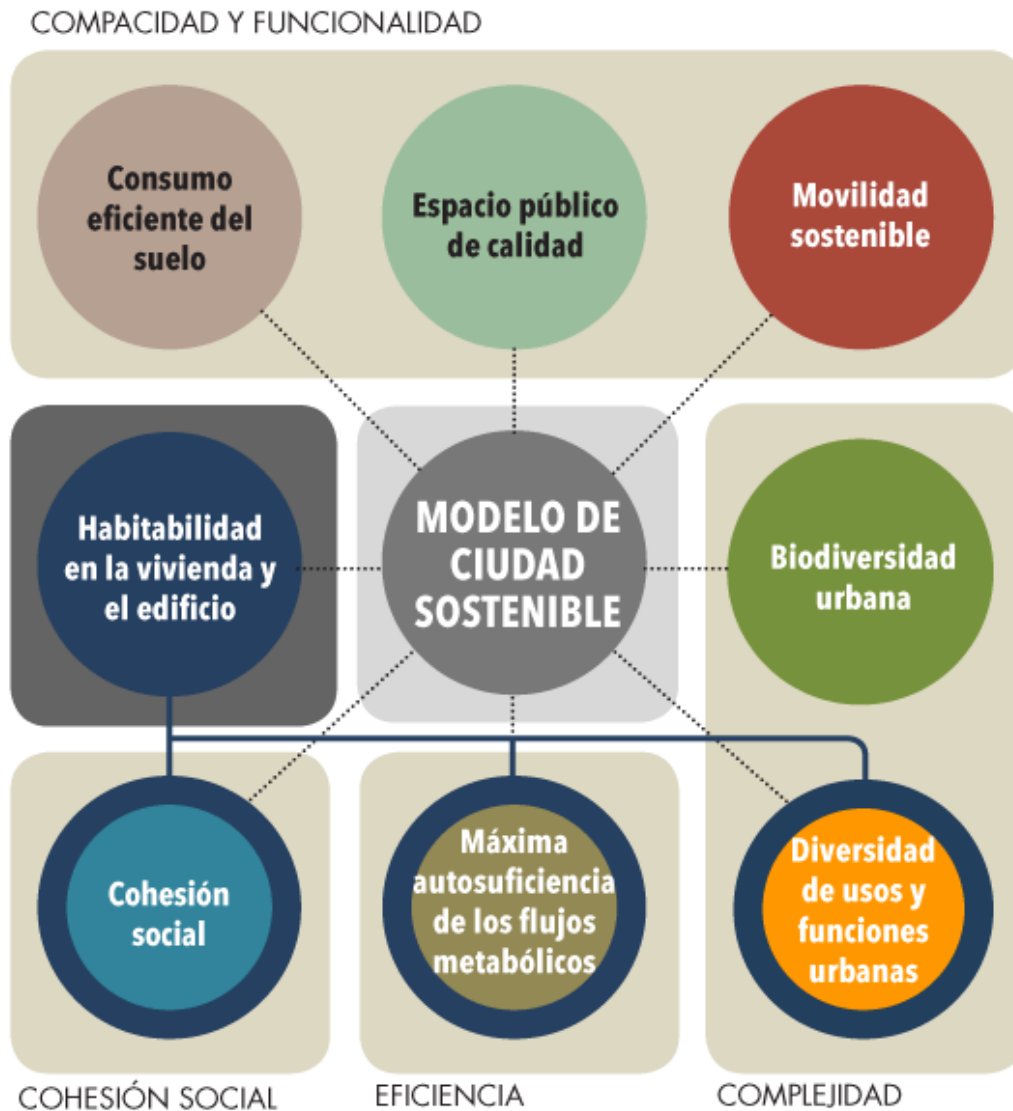 COMPACIDAD Y FUNCIONALIDAD
Consumo
eficiente del
suelo
Espacio público
de calidad
Movilidad
sostenible
Habitabilidad
en la vivienda y
el edificio
MODELO DE
CIUDAD
SOSTENIBLE
Biodiversidad
urbana
Cohesión
social
Máxima
autosuficiencia
de los flujos
metabólicos
Diversidad
de usos y
funciones
urbanas
COHESIÓN SOCIAL
EFICIENCIA
COMPLEJIDAD